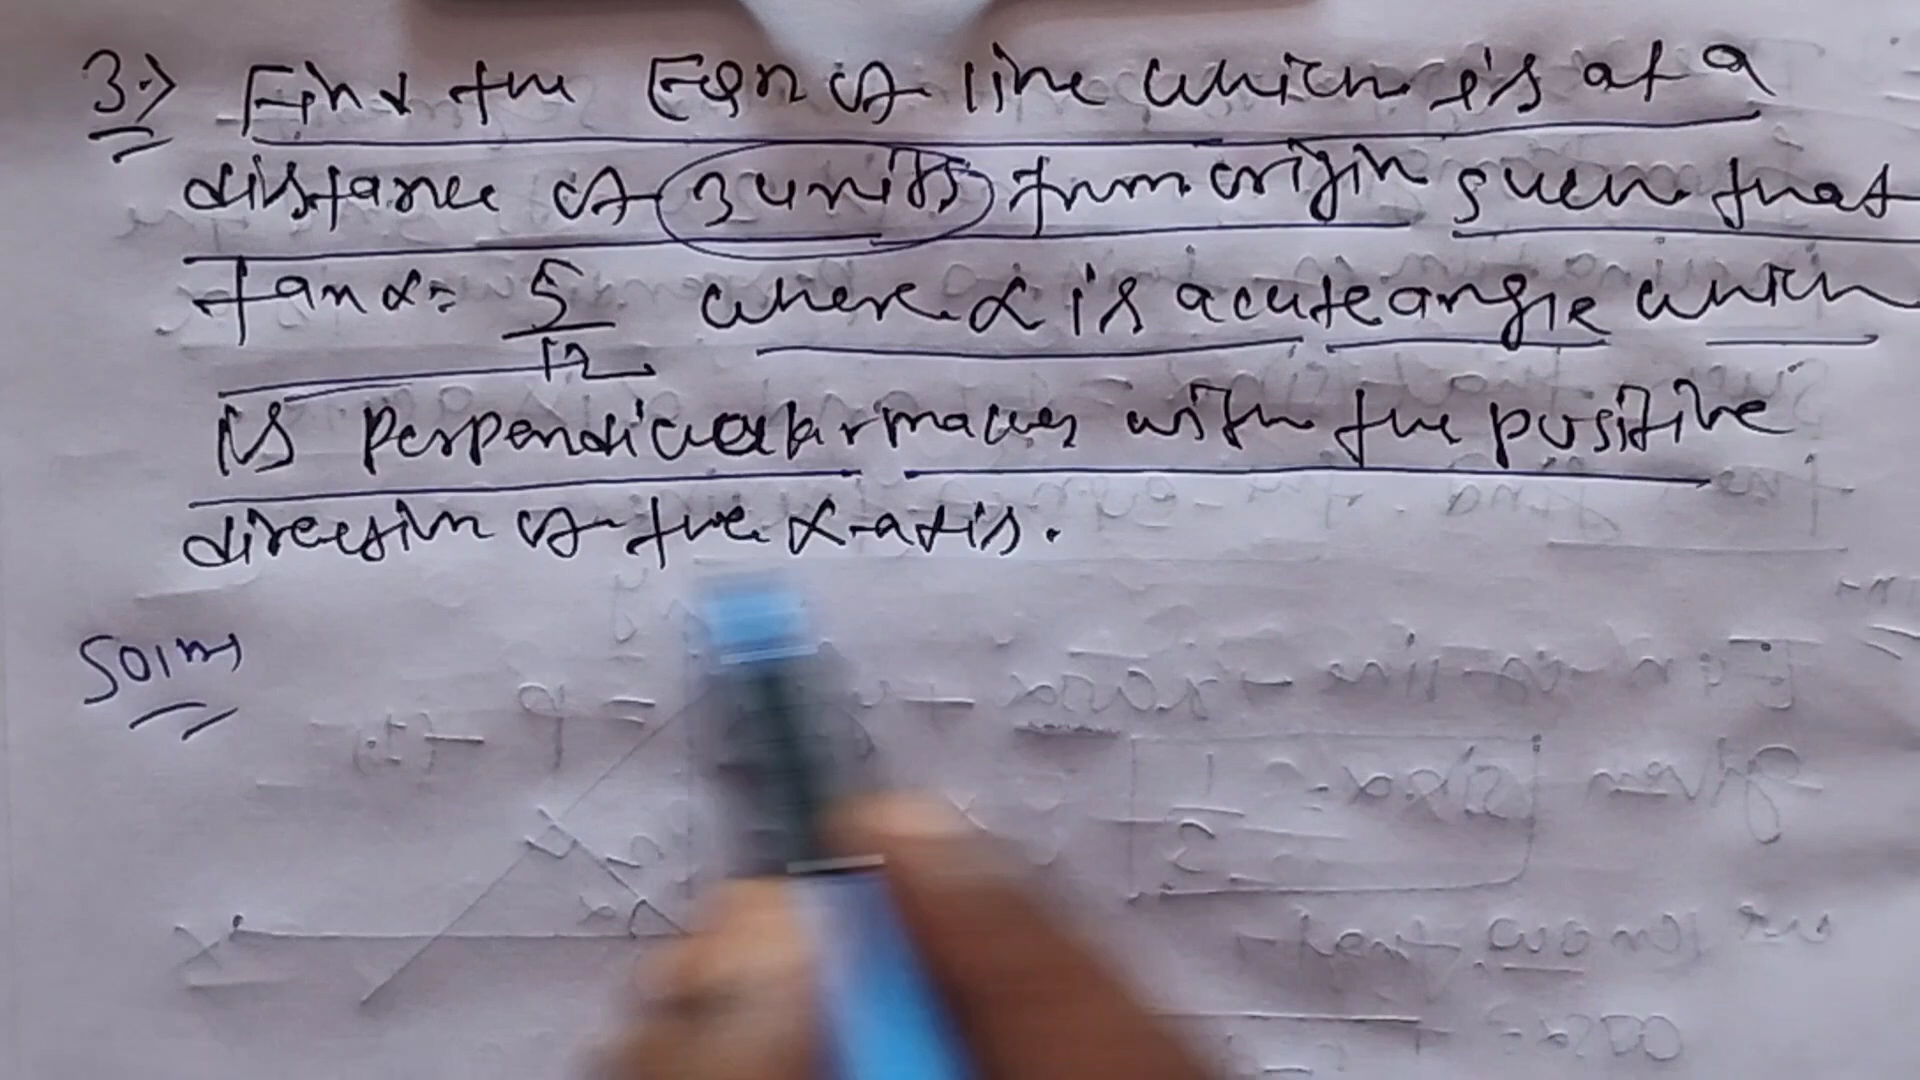 3.) Find the Eqn of line which is at a
distance of 3 units from origin such that
tan α = 5/12 where α is acute angle which
is perpendicular makes with the positive
direction of the x-axis.
Soln